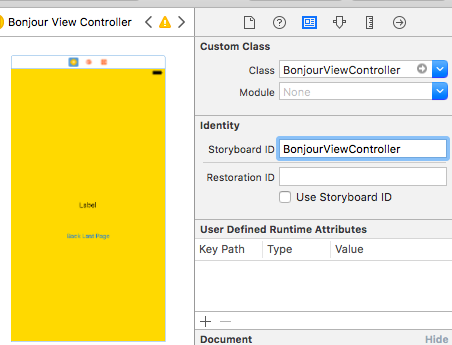 Bonjour View Controller
Custom Class
Class BonjourViewController
Module None
Identity
Storyboard ID BonjourViewController
Restoration ID
Use Storyboard ID
User Defined Runtime Attributes
Key Path Type Value
Document Hide
Label
Back Last Page